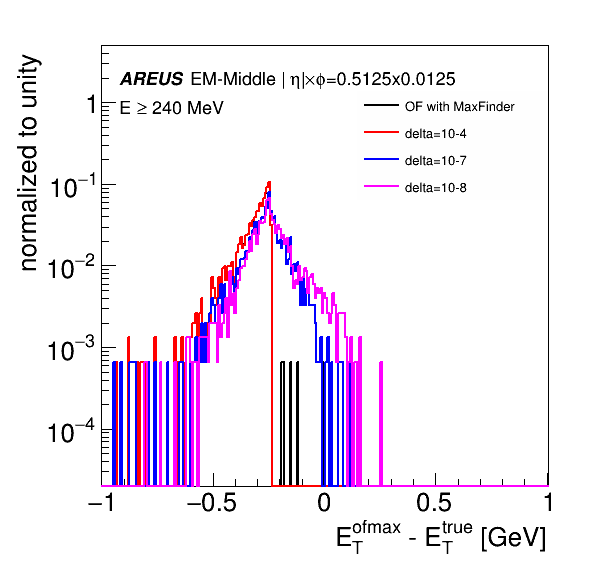 normalized to unity
AREUS EM-Middle | η|×ϕ=0.5125x0.0125
E ≥ 240 MeV
OF with MaxFinder
delta=10-4
delta=10-7
delta=10-8
1
10⁻¹
10⁻²
10⁻³
10⁻⁴
−1 −0.5 0 0.5 1
E_T^ofmax - E_T^true [GeV]